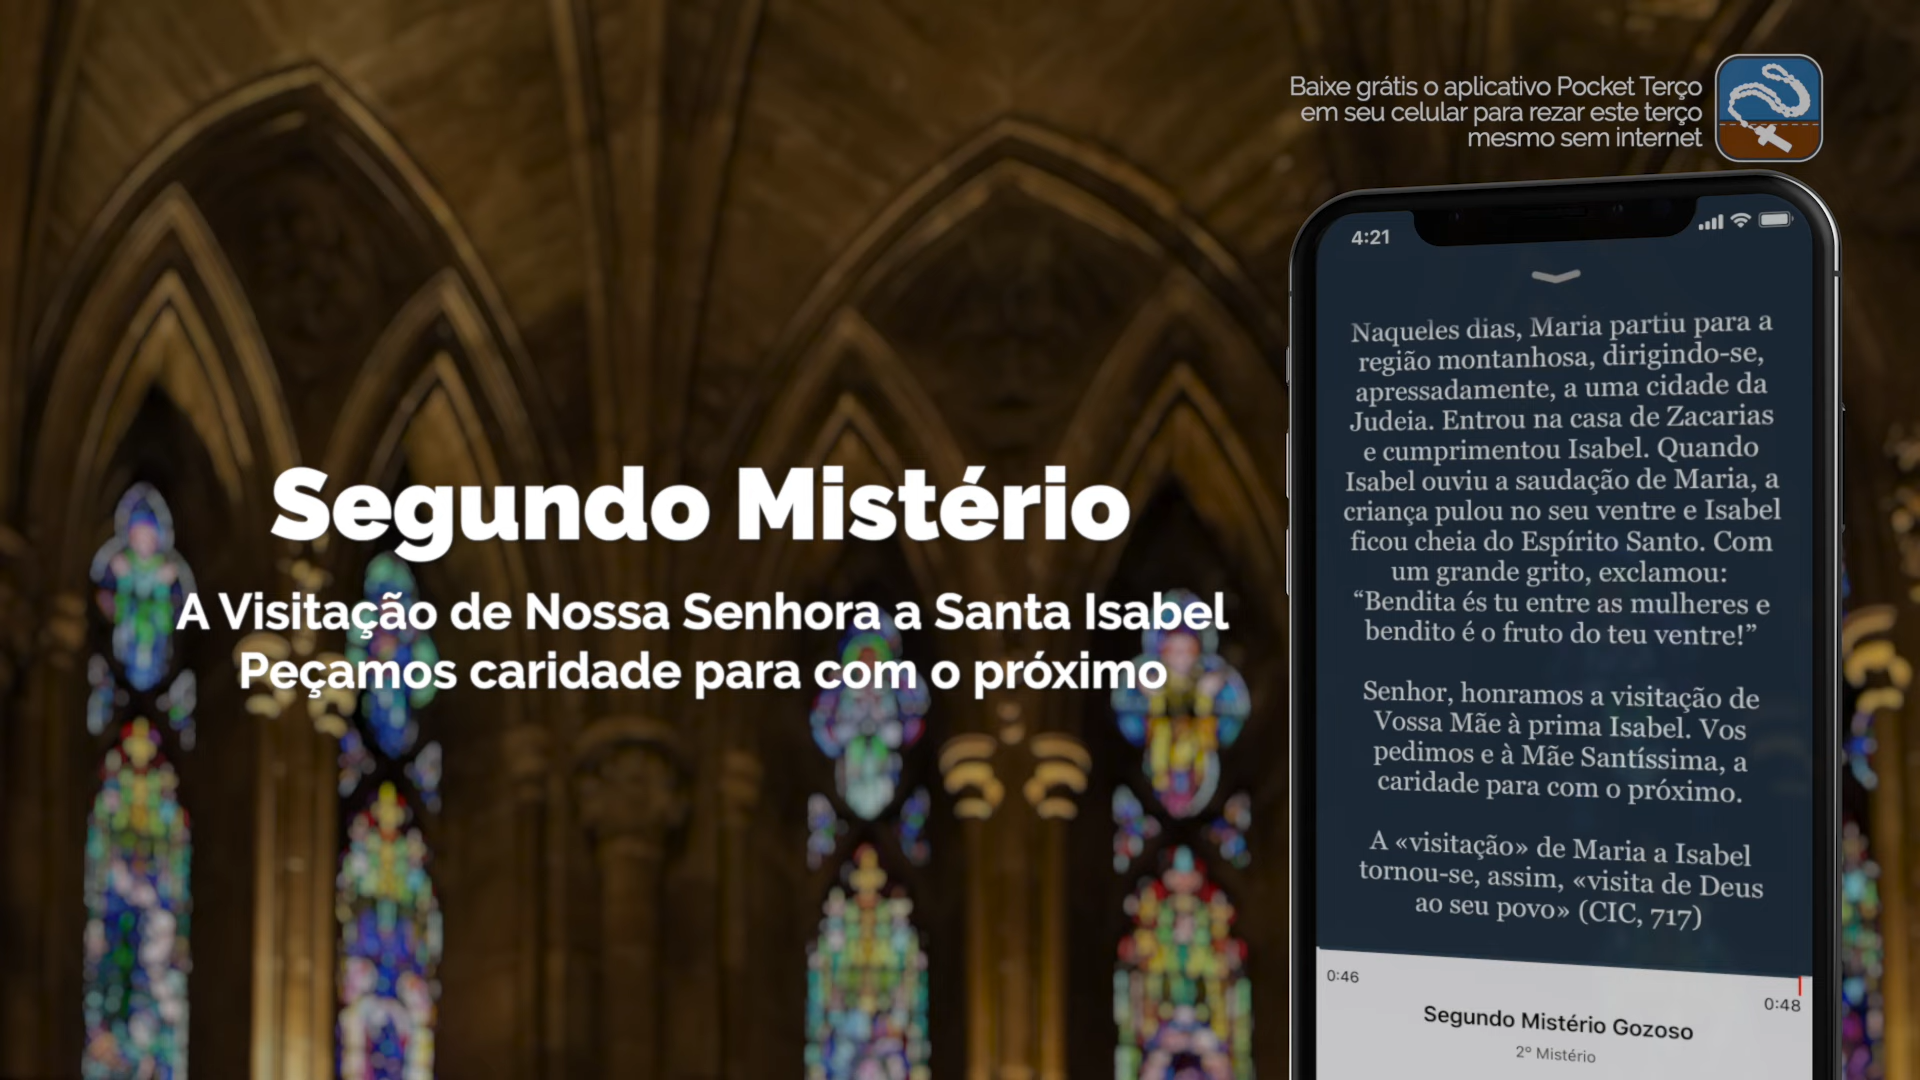 Baixe grátis o aplicativo Pocket Terço
em seu celular para rezar este terço
mesmo sem internet
Segundo Mistério
A Visitação de Nossa Senhora a Santa Isabel
Peçamos caridade para com o próximo
4:21
Naqueles dias, Maria partiu para a
região montanhosa, dirigindo-se,
apressadamente, a uma cidade da
Judeia. Entrou na casa de Zacarias
e cumprimentou Isabel. Quando
Isabel ouviu a saudação de Maria, a
criança pulou no seu ventre e Isabel
ficou cheia do Espírito Santo. Com
um grande grito, exclamou:
“Bendita és tu entre as mulheres e
bendito é o fruto do teu ventre!”
Senhor, honramos a visitação de
Vossa Mãe à prima Isabel. Vos
pedimos e à Mãe Santíssima, a
caridade para com o próximo.
A «visitação» de Maria a Isabel
tornou-se, assim, «visita de Deus
ao seu povo» (CIC, 717)
0:46
0:48
Segundo Mistério Gozoso
2º Mistério